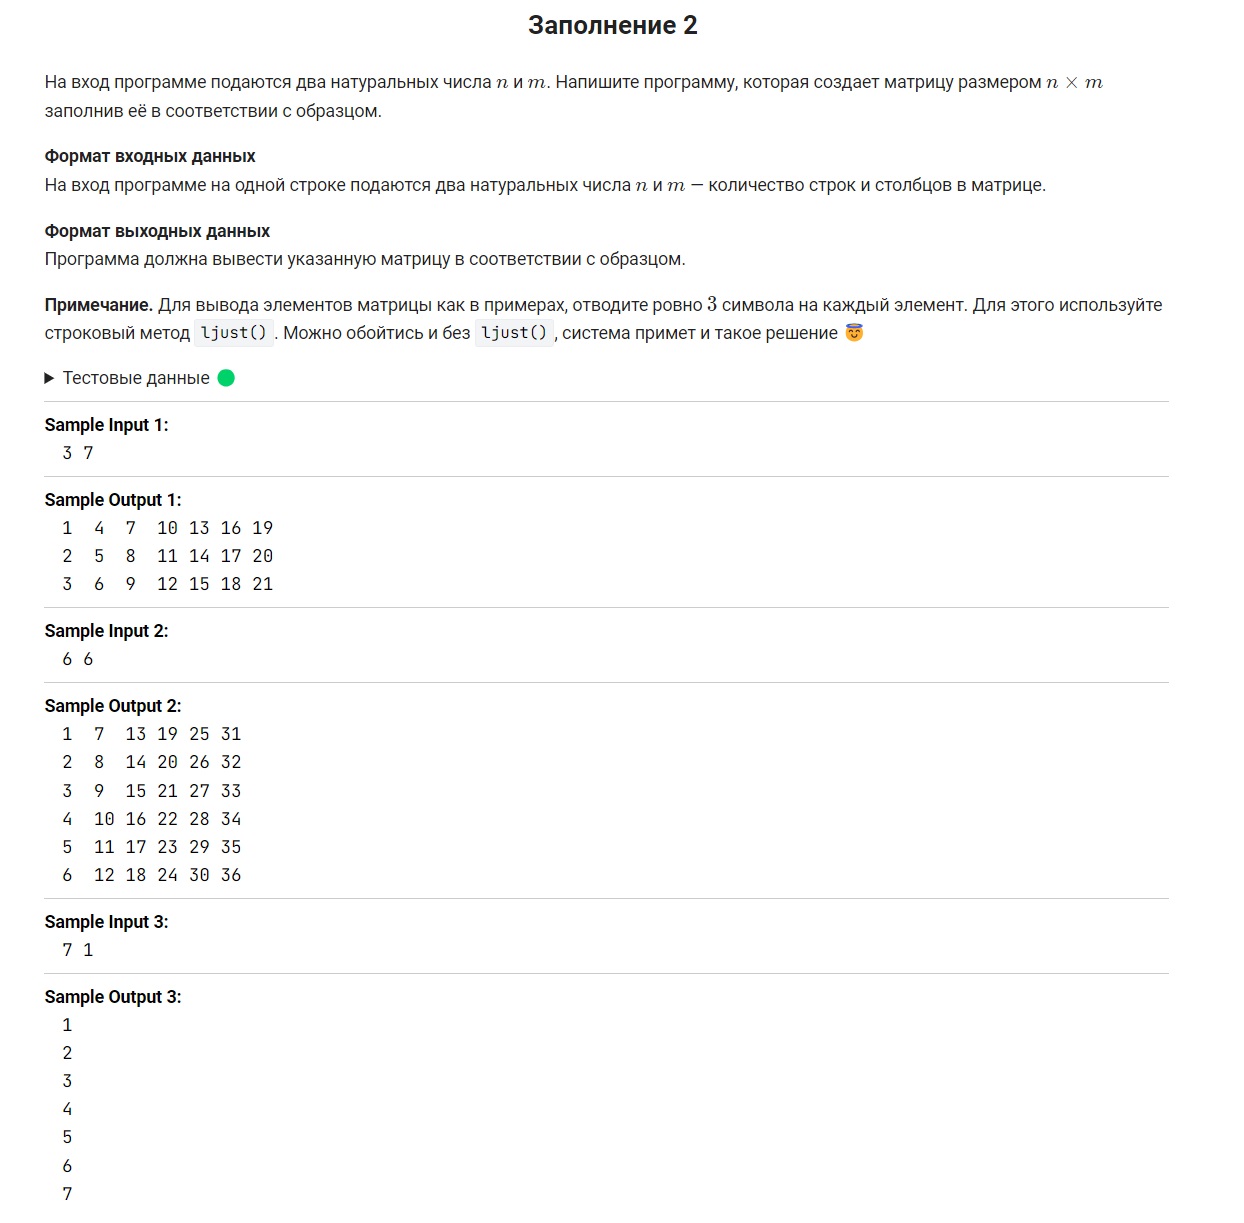 Заполнение 2
На вход программе подаются два натуральных числа n и m. Напишите программу, которая создает матрицу размером n × m
заполнив её в соответствии с образцом.
Формат входных данных
На вход программе на одной строке подаются два натуральных числа n и m — количество строк и столбцов в матрице.
Формат выходных данных
Программа должна вывести указанную матрицу в соответствии с образцом.
Примечание. Для вывода элементов матрицы как в примерах, отводите ровно 3 символа на каждый элемент. Для этого используйте
строковый метод ljust(). Можно обойтись и без ljust(), система примет и такое решение 😇
▶ Тестовые данные 🟢
Sample Input 1:
3 7
Sample Output 1:
1  4  7  10 13 16 19
2  5  8  11 14 17 20
3  6  9  12 15 18 21
Sample Input 2:
6 6
Sample Output 2:
1  7  13 19 25 31
2  8  14 20 26 32
3  9  15 21 27 33
4  10 16 22 28 34
5  11 17 23 29 35
6  12 18 24 30 36
Sample Input 3:
7 1
Sample Output 3:
1
2
3
4
5
6
7